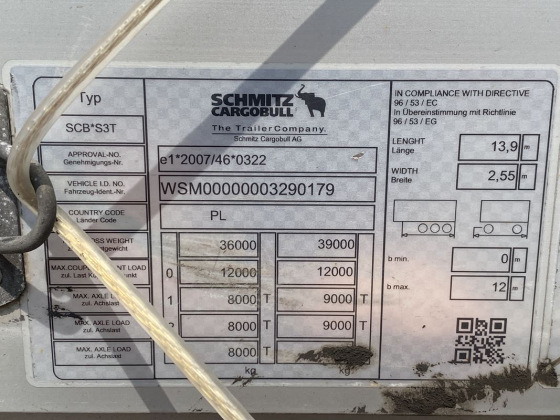 Typ
SCB*S3T
SCHMITZ
CARGOBULL
The TrailerCompany.
Schmitz Cargobull AG
APPROVAL-NO.
Genehmigungs-Nr.
e1*2007/46*0322
VEHICLE I.D. NO.
Fahrzeug-Ident.-Nr.
WSM00000003290179
COUNTRY CODE
Länder Code
PL
WEIGHT
36000
39000
MAX.
LOAD
zul. Last
0
12000
12000
MAX. AXLE
zul. Achslast
1
8000 T
9000 T
MAX. AXLE LOAD
zul. Achslast
8000 T
9000 T
MAX. AXLE LOAD
zul. Achslast
8000 T
kg
kg
IN COMPLIANCE WITH DIRECTIVE
96 / 53 / EC
in Übereinstimmung mit Richtlinie
96 / 53 / EG
LENGHT
Länge
13,9 m
WIDTH
Breite
2,55 m
b min.
0 m
b max.
12 m